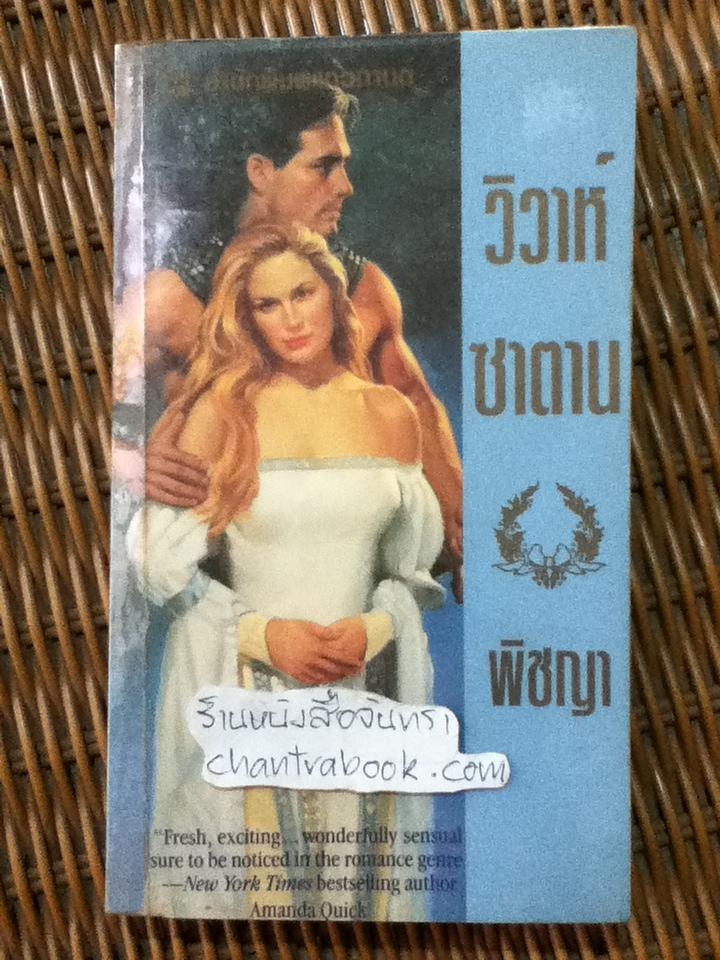 วิวาห์
ซาตาน
พิชญา
ร้านหนังสือจันทรา
chantrabook.com
"Fresh, exciting... wonderfully sensual
sure to be noticed in the romance genre
—New York Times bestselling author
Amanda Quick